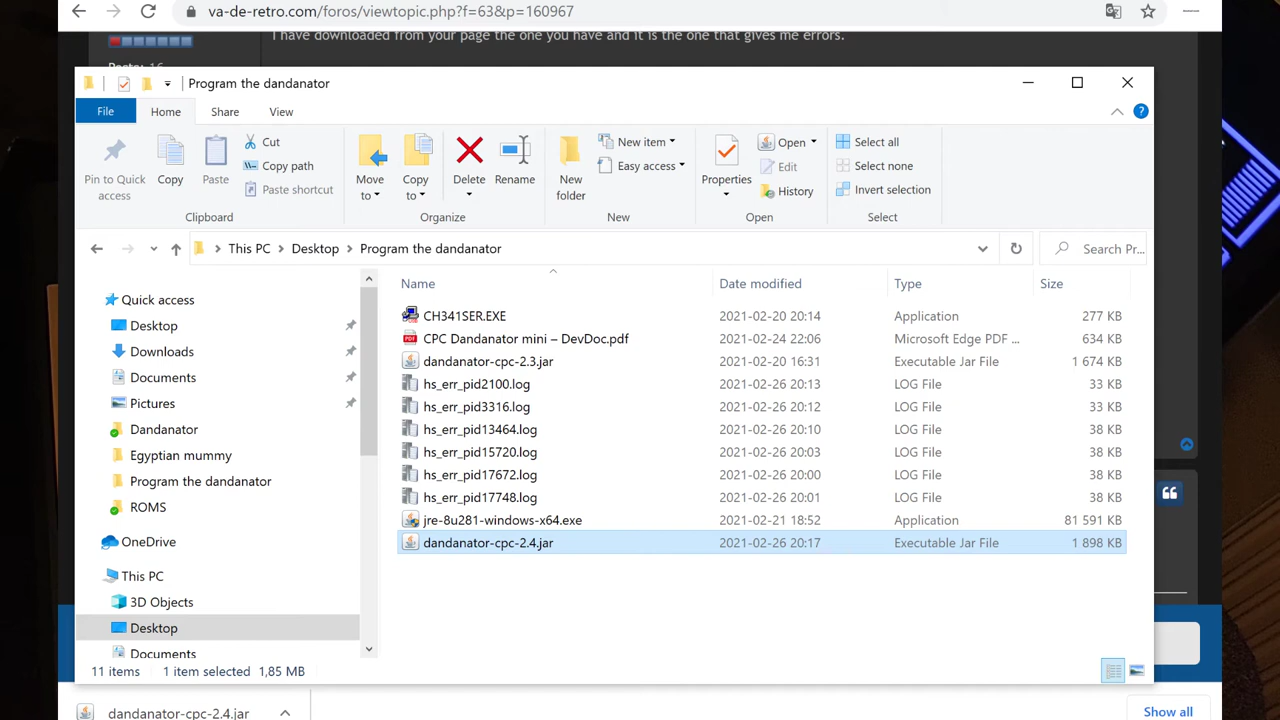 va-de-retro.com/foros/viewtopic.php?f=63&p=160967
I have downloaded from your page the one you have and it is the one that gives me errors.
Program the dandanator
File Home Share View
Pin to Quick access
Copy
Paste
Cut
Copy path
Paste shortcut
Clipboard
Move to
Copy to
Delete
Rename
Organize
New folder
New item
Easy access
New
Properties
Open
Edit
History
Open
Select all
Select none
Invert selection
Select
This PC > Desktop > Program the dandanator
Search Pr...
Quick access
Desktop
Downloads
Documents
Pictures
Dandanator
Egyptian mummy
Program the dandanator
ROMS
OneDrive
This PC
3D Objects
Desktop
Documents
Name Date modified Type Size
CH341SER.EXE 2021-02-20 20:14 Application 277 KB
CPC Dandanator mini – DevDoc.pdf 2021-02-24 22:06 Microsoft Edge PDF ... 634 KB
dandanator-cpc-2.3.jar 2021-02-20 16:31 Executable Jar File 1 674 KB
hs_err_pid2100.log 2021-02-26 20:13 LOG File 33 KB
hs_err_pid3316.log 2021-02-26 20:12 LOG File 33 KB
hs_err_pid13464.log 2021-02-26 20:10 LOG File 38 KB
hs_err_pid15720.log 2021-02-26 20:03 LOG File 38 KB
hs_err_pid17672.log 2021-02-26 20:00 LOG File 38 KB
hs_err_pid17748.log 2021-02-26 20:01 LOG File 38 KB
jre-8u281-windows-x64.exe 2021-02-21 18:52 Application 81 591 KB
dandanator-cpc-2.4.jar 2021-02-26 20:17 Executable Jar File 1 898 KB
11 items 1 item selected 1,85 MB
dandanator-cpc-2.4.jar
Show all